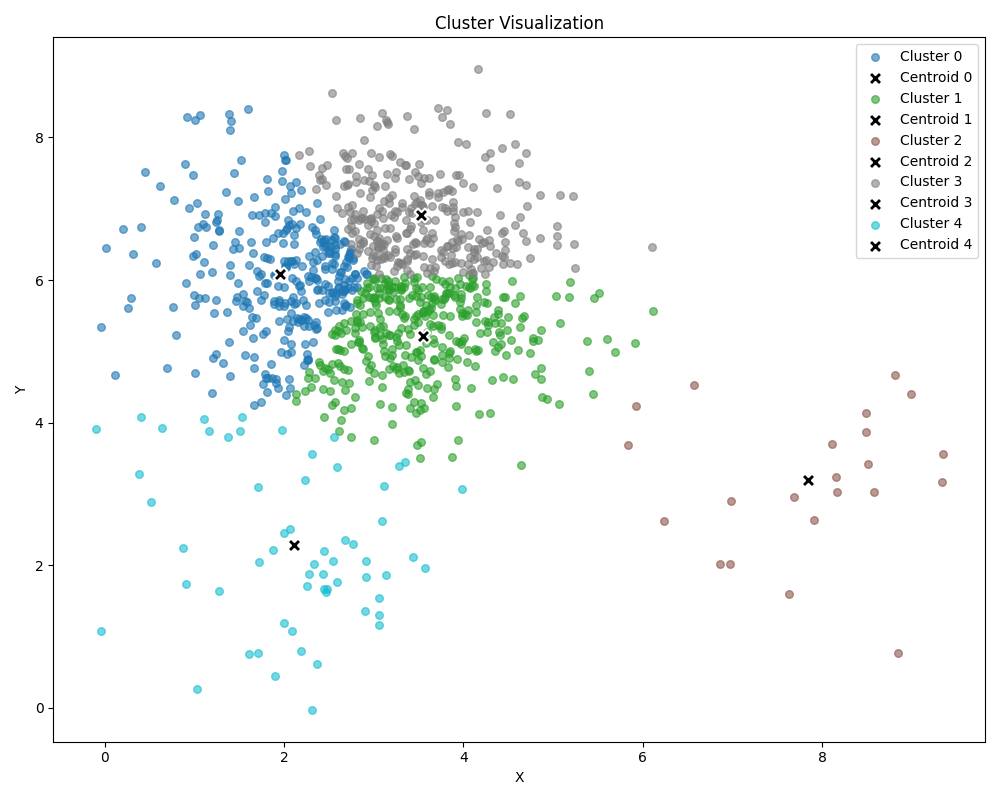 Cluster Visualization
Cluster 0
Centroid 0
Cluster 1
Centroid 1
Cluster 2
Centroid 2
Cluster 3
Centroid 3
Cluster 4
Centroid 4
Y
8
6
4
2
0
0 2 4 6 8
X